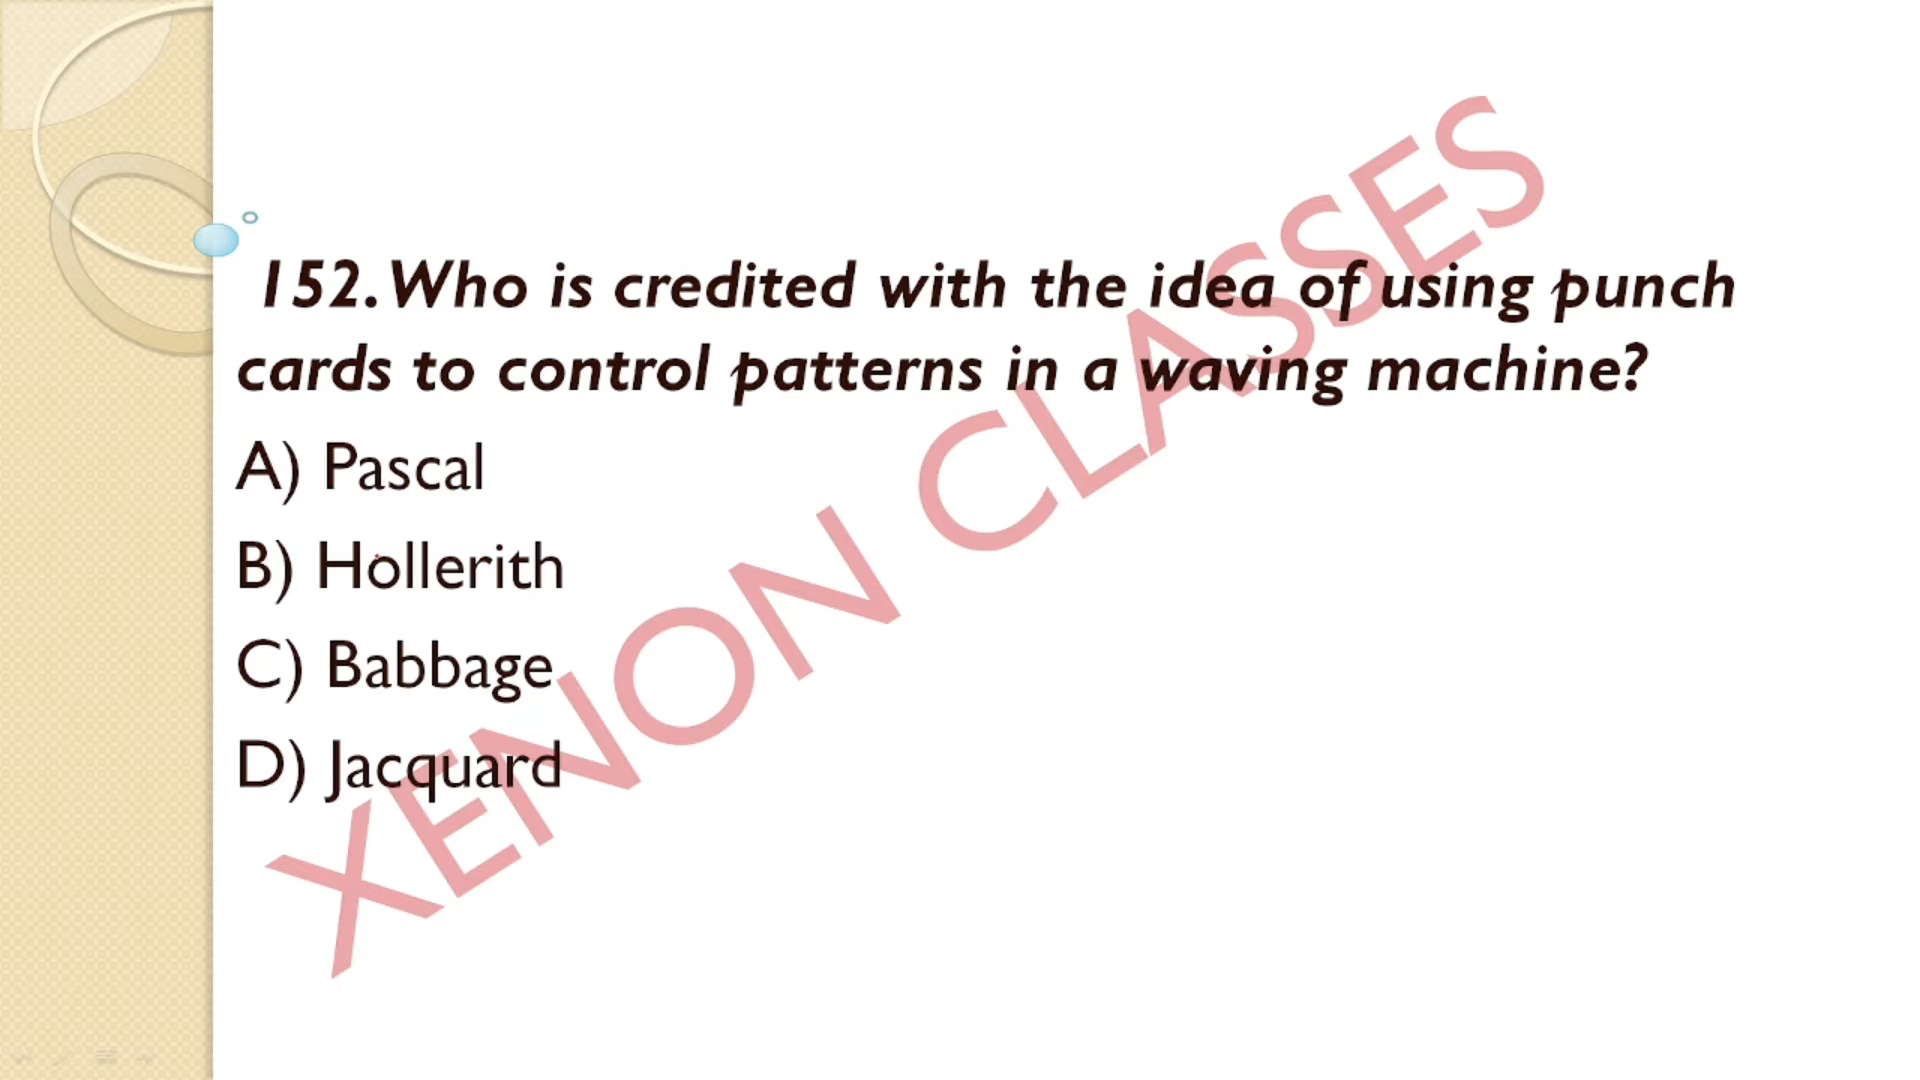 152. Who is credited with the idea of using punch
cards to control patterns in a waving machine?
A) Pascal
B) Hollerith
C) Babbage
D) Jacquard
XENON CLASSES